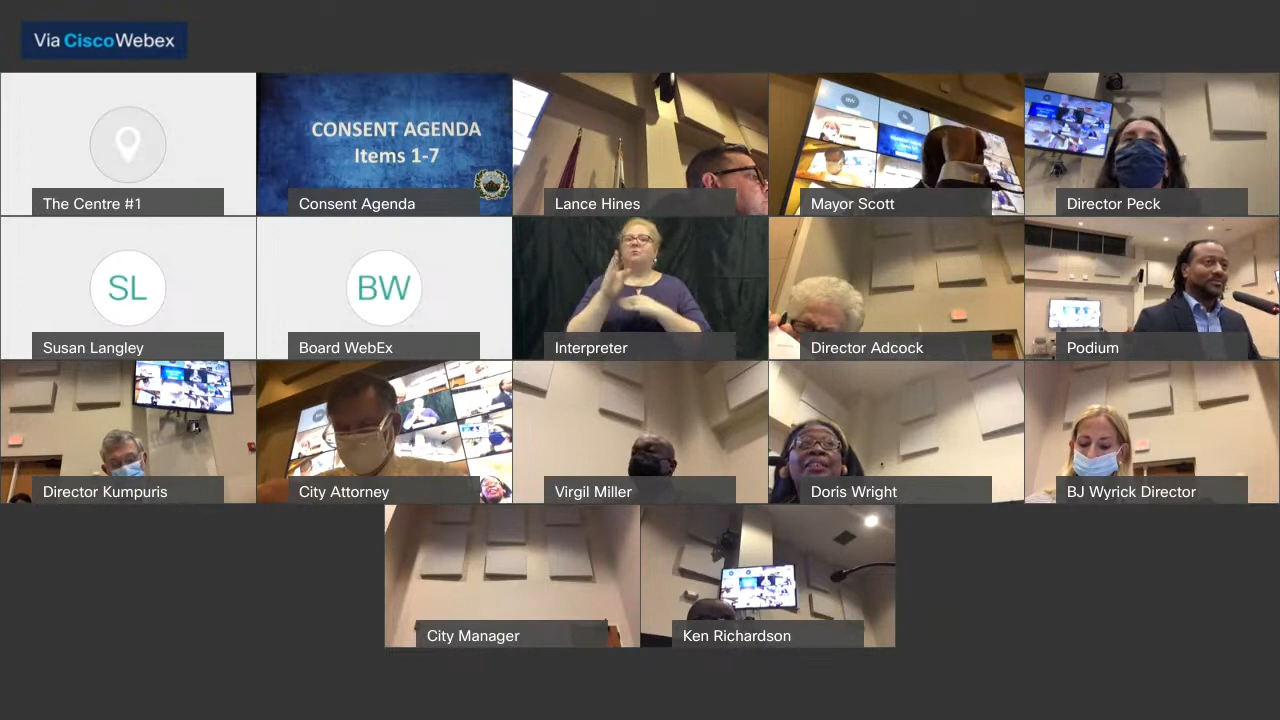 Via Cisco Webex
CONSENT AGENDA
Items 1-7
The Centre #1
Consent Agenda
Lance Hines
Mayor Scott
Director Peck
SL
BW
Susan Langley
Board WebEx
Interpreter
Director Adcock
Podium
Director Kumpuris
City Attorney
Virgil Miller
Doris Wright
BJ Wyrick Director
City Manager
Ken Richardson